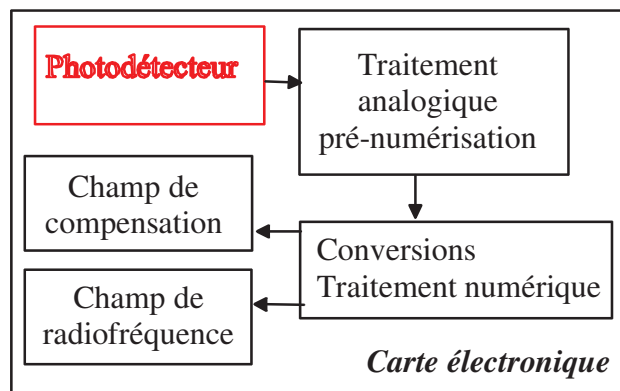 Photodétecteur
Traitement
analogique
pré-numérisation
Champ de
compensation
Conversions
Traitement numérique
Champ de
radiofréquence
Carte électronique